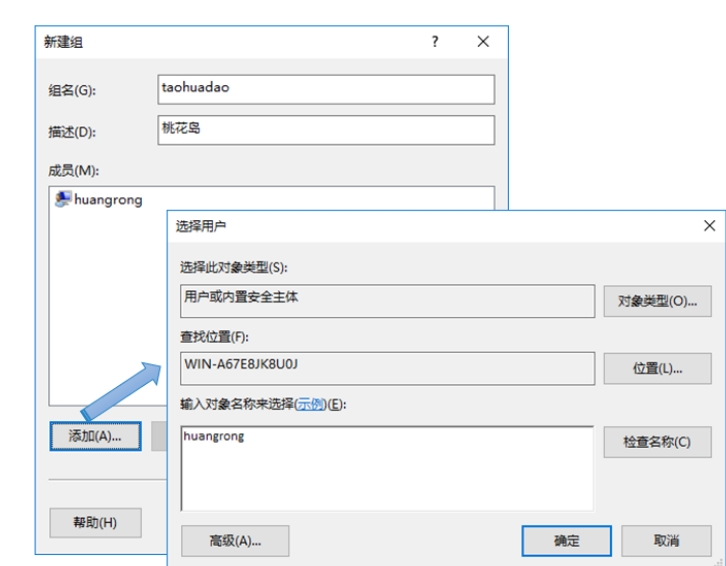 新建组
?
组名(G):
taohuadao
描述(D):
桃花岛
成员(M):
huangrong
添加(A)...
帮助(H)
选择用户
选择此对象类型(S):
用户或内置安全主体
对象类型(O)...
查找位置(F):
WIN-A67E8JK8U0J
位置(L)...
输入对象名称来选择(示例)(E):
huangrong
检查名称(C)
高级(A)...
确定
取消